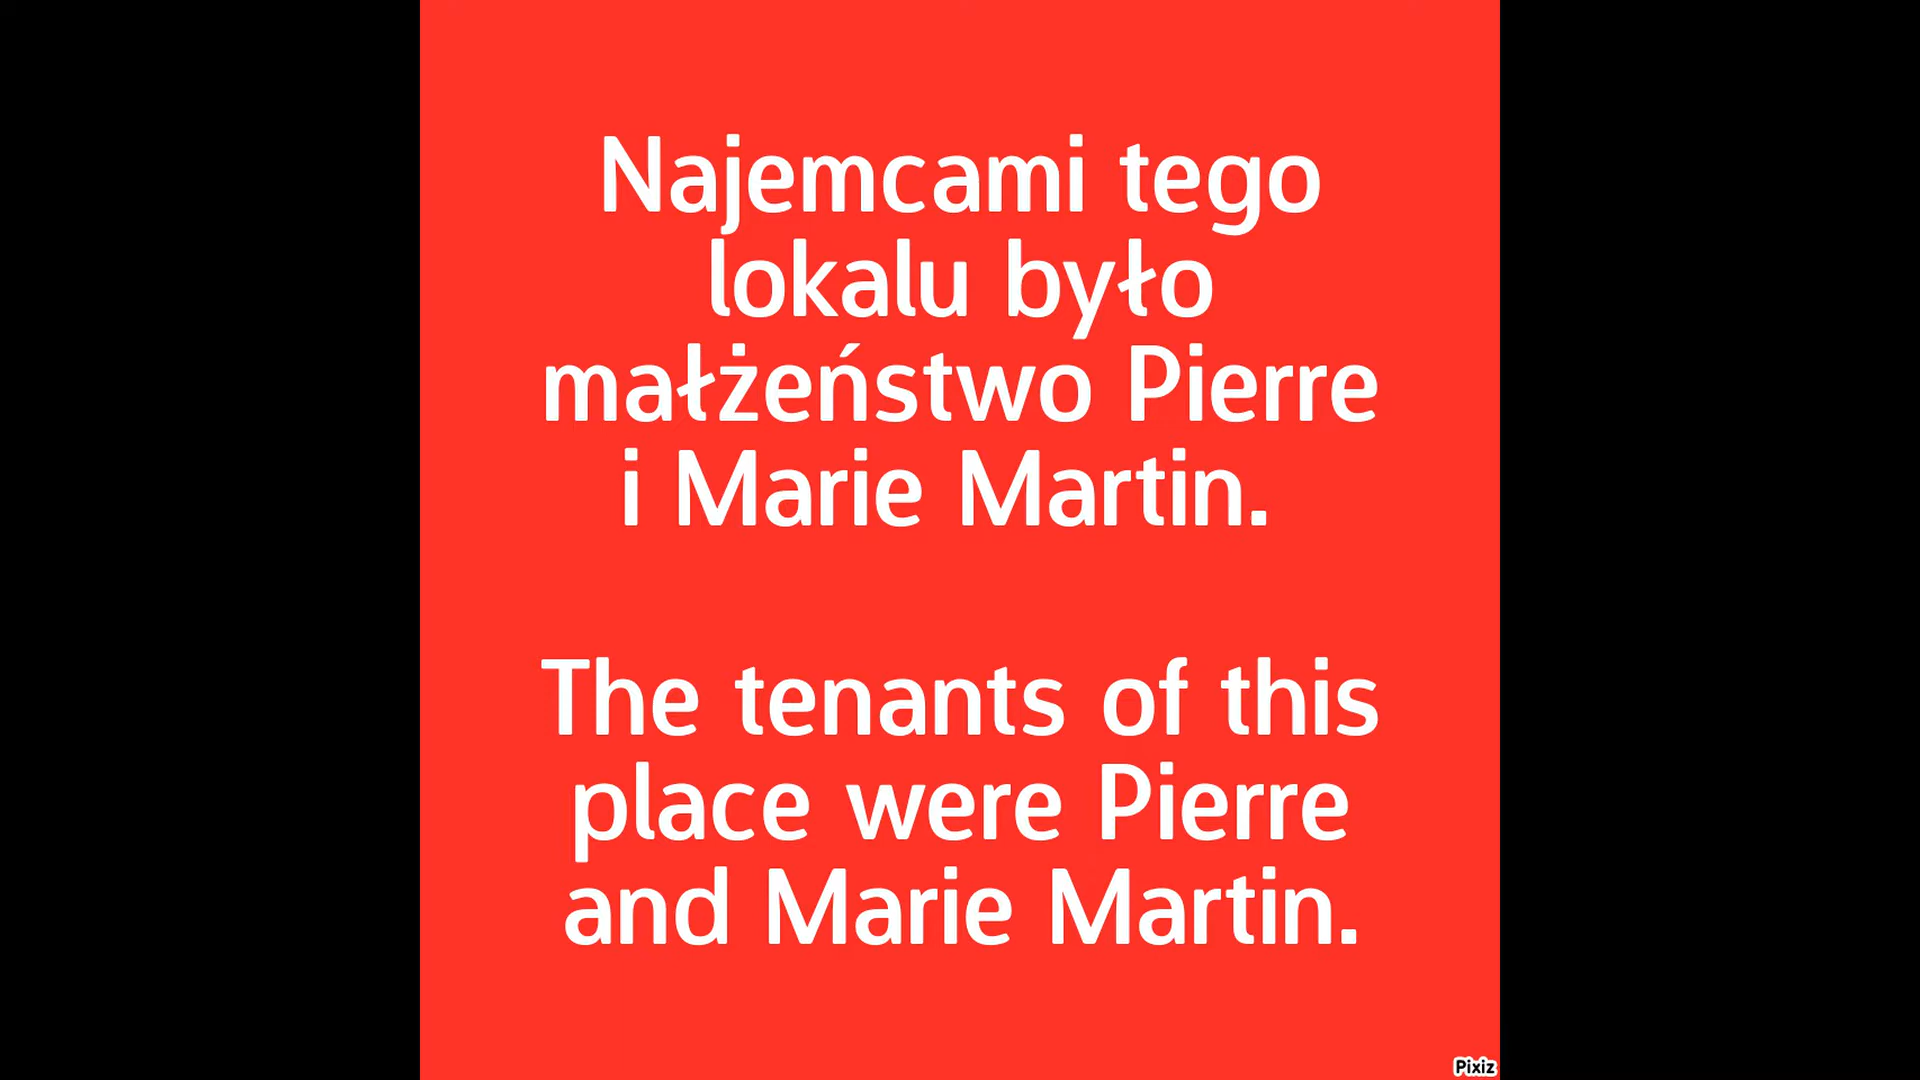 Najemcami tego
lokalu było
małżeństwo Pierre
i Marie Martin.
The tenants of this
place were Pierre
and Marie Martin.
Pixiz